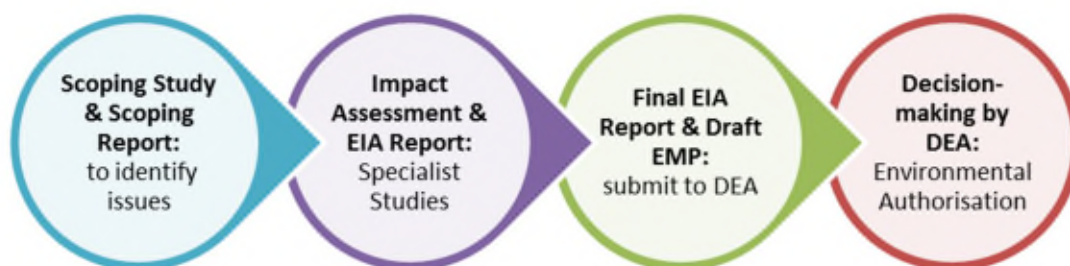 Scoping Study
& Scoping
Report:
to identify
issues
Impact
Assessment &
EIA Report:
Specialist
Studies
Final EIA
Report & Draft
EMP:
submit to DEA
Decision-
making by
DEA:
Environmental
Authorisation